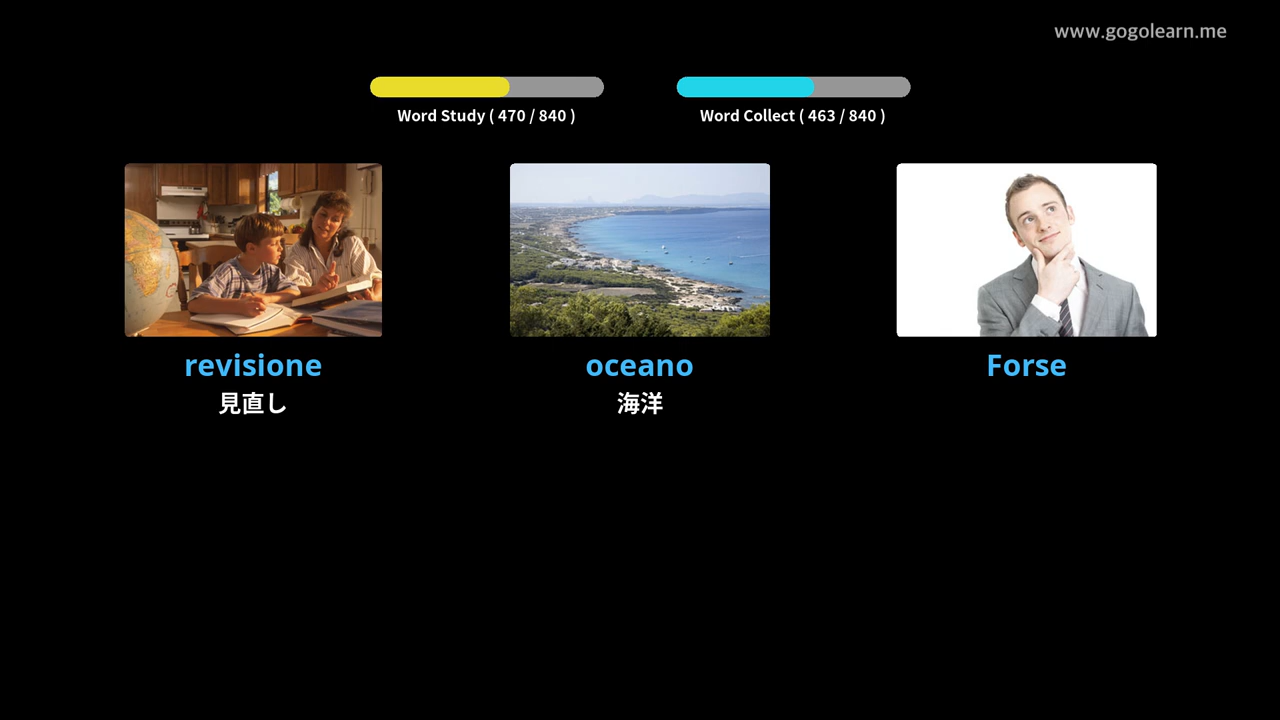 www.gogolearn.me
Word Study ( 470 / 840 )
Word Collect ( 463 / 840 )
revisione
見直し
oceano
海洋
Forse